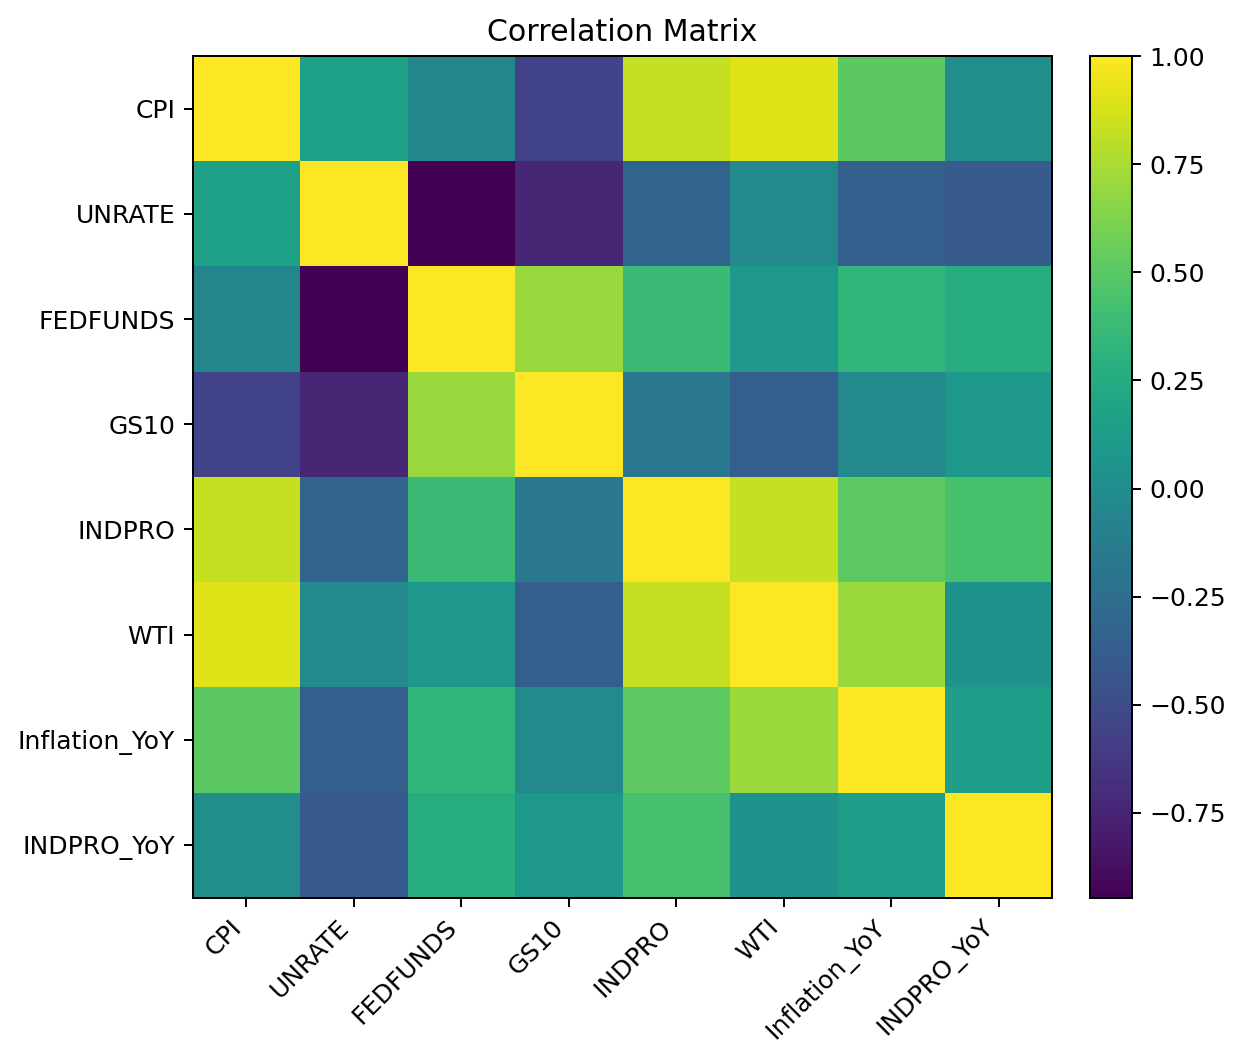 Correlation Matrix
CPI
UNRATE
FEDFUNDS
GS10
INDPRO
WTI
Inflation_YoY
INDPRO_YoY
CPI
UNRATE
FEDFUNDS
GS10
INDPRO
WTI
Inflation_YoY
INDPRO_YoY
1.00
0.75
0.50
0.25
0.00
−0.25
−0.50
−0.75